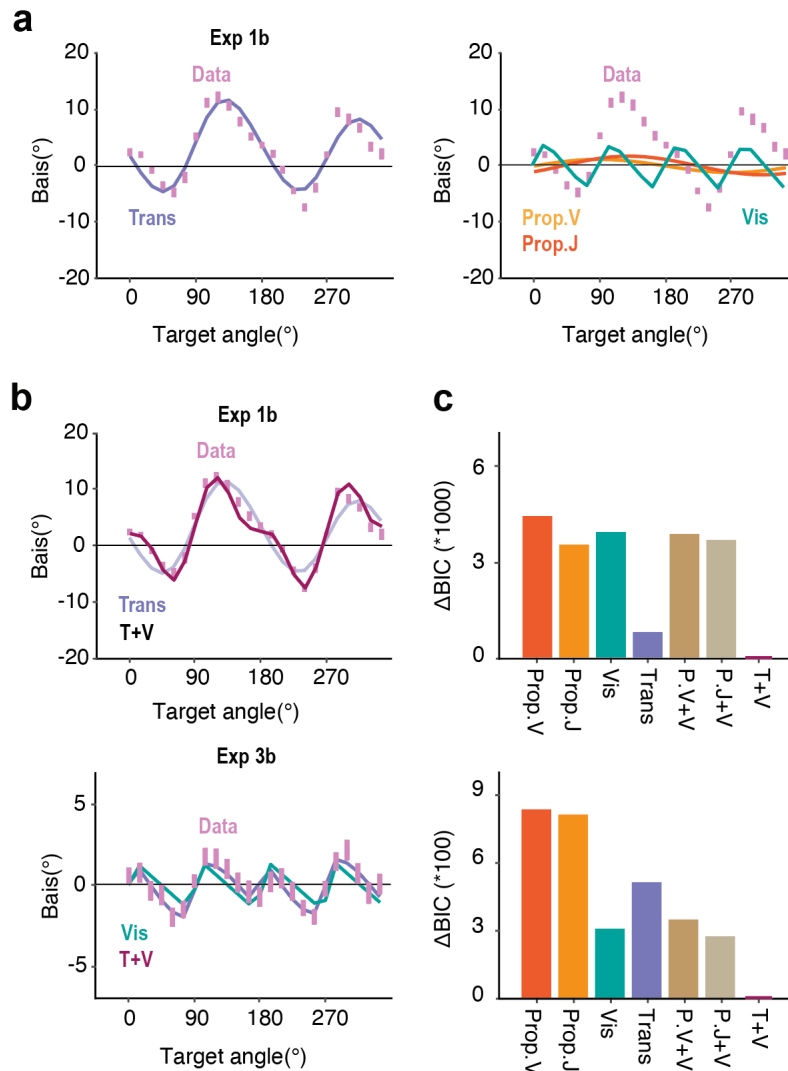 a
Exp 1b
20
10
0
-10
-20
Bais(°)
Data
Trans
0 90 180 270
Target angle(°)
20
10
0
-10
-20
Bais(°)
Data
Prop.V
Prop.J
Vis
0 90 180 270
Target angle(°)
b
Exp 1b
20
10
0
-10
-20
Bais(°)
Data
Trans
T+V
0 90 180 270
Target angle(°)
Exp 3b
5
0
-5
Bais(°)
Data
Vis
T+V
0 90 180 270
Target angle(°)
c
6
3
0
ΔBIC (*1000)
Prop.V
Prop.J
Vis
Trans
P.V+V
P.J+V
T+V
9
6
3
0
ΔBIC (*100)
Prop.V
Prop.J
Vis
Trans
P.V+V
P.J+V
T+V